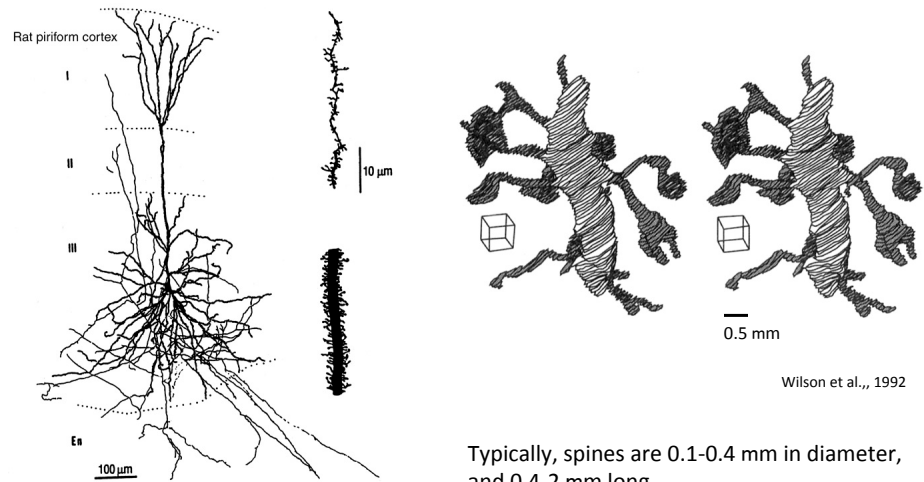 Rat piriform cortex
I
II
10 μm
III
En
100 μm
0.5 mm
Wilson et al.,, 1992
Typically, spines are 0.1-0.4 mm in diameter,
and 0.4-2 mm long